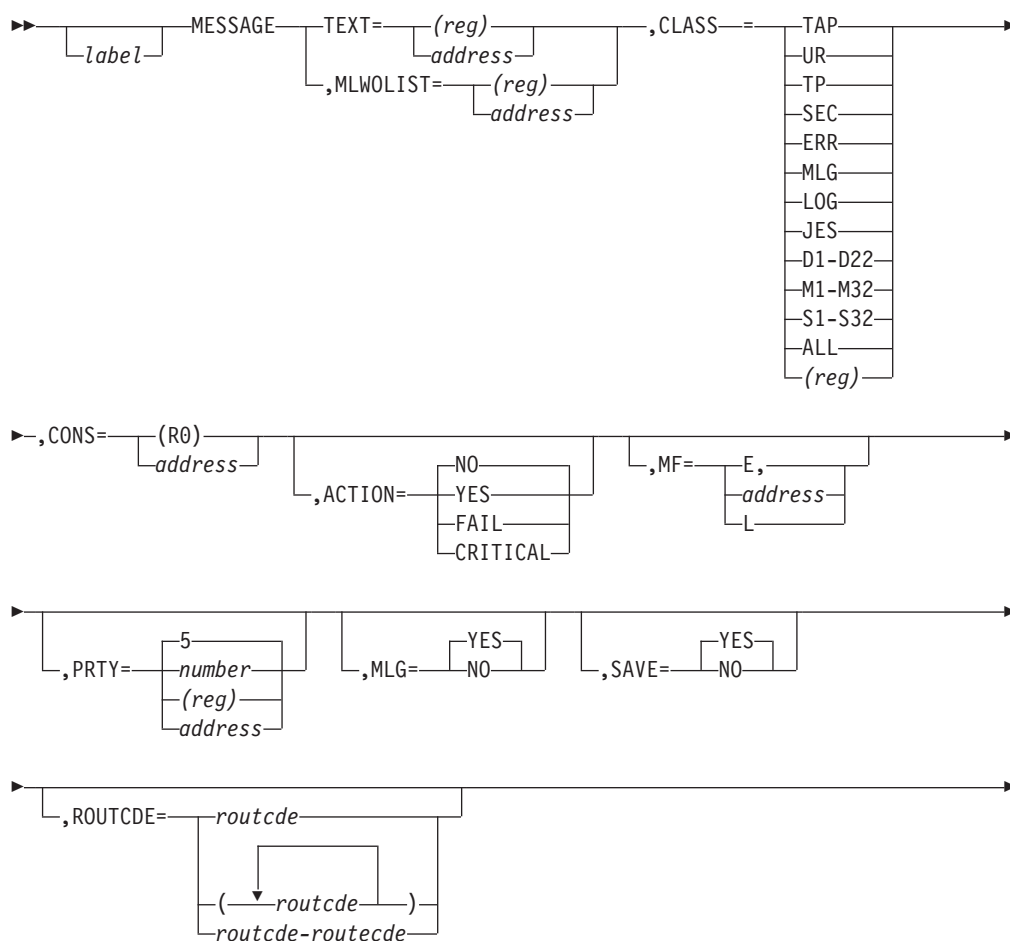 MESSAGE TEXT= (reg) ,CLASS = TAP
label address UR
,MLWOLIST= (reg) TP
address SEC
ERR
MLG
LOG
JES
D1-D22
M1-M32
S1-S32
ALL
(reg)
,CONS= (R0) NO ,MF= E,
address ,ACTION= YES address
FAIL L
CRITICAL
5 YES YES
,PRTY= number ,MLG= NO ,SAVE= NO
(reg)
address
,ROUTCDE= routcde
( routcde )
routcde-routecde